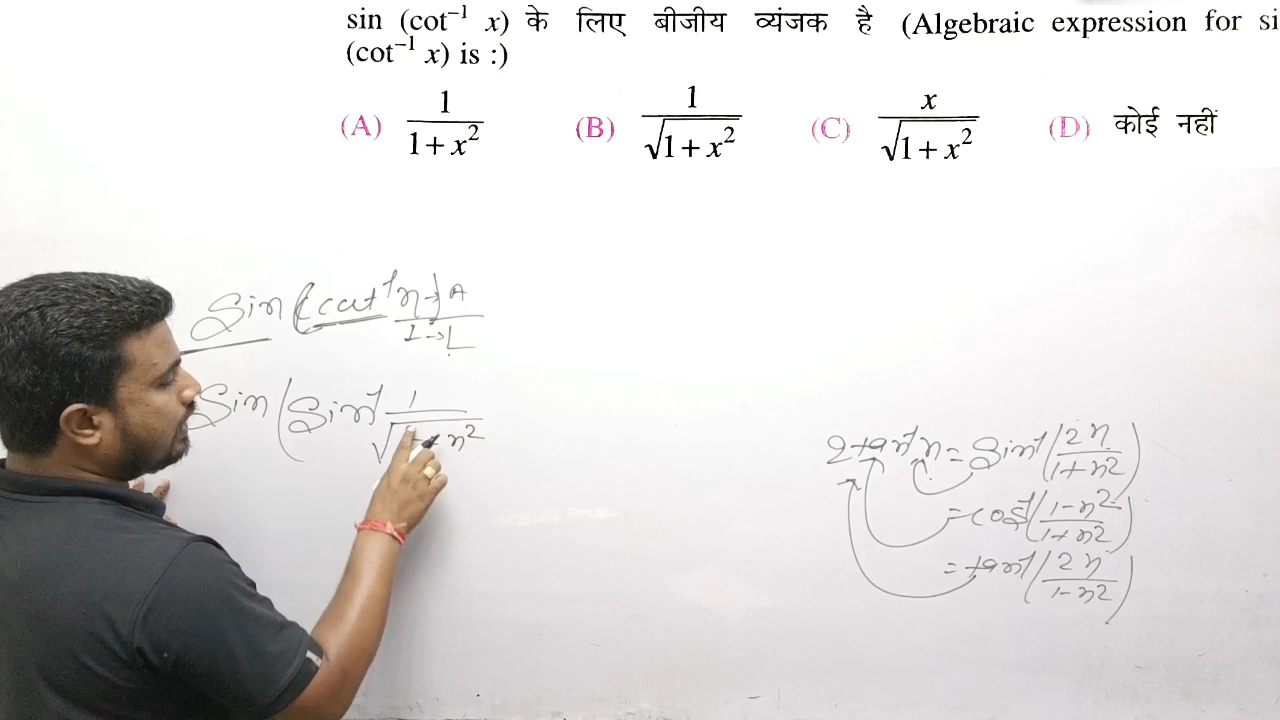 sin (cot⁻¹ x) के लिए बीजीय व्यंजक है (Algebraic expression for si
(cot⁻¹ x) is :)
(A) 1/(1+x²) (B) 1/√(1+x²) (C) x/√(1+x²) (D) कोई नहीं
Sin (cot⁻¹ x→A / 1→L
Sin (Sin⁻¹ 1/√(1+x²)
2tan⁻¹ x = Sin⁻¹ (2x/(1+x²))
= cos⁻¹ ((1-x²)/(1+x²))
= tan⁻¹ (2x/(1-x²))